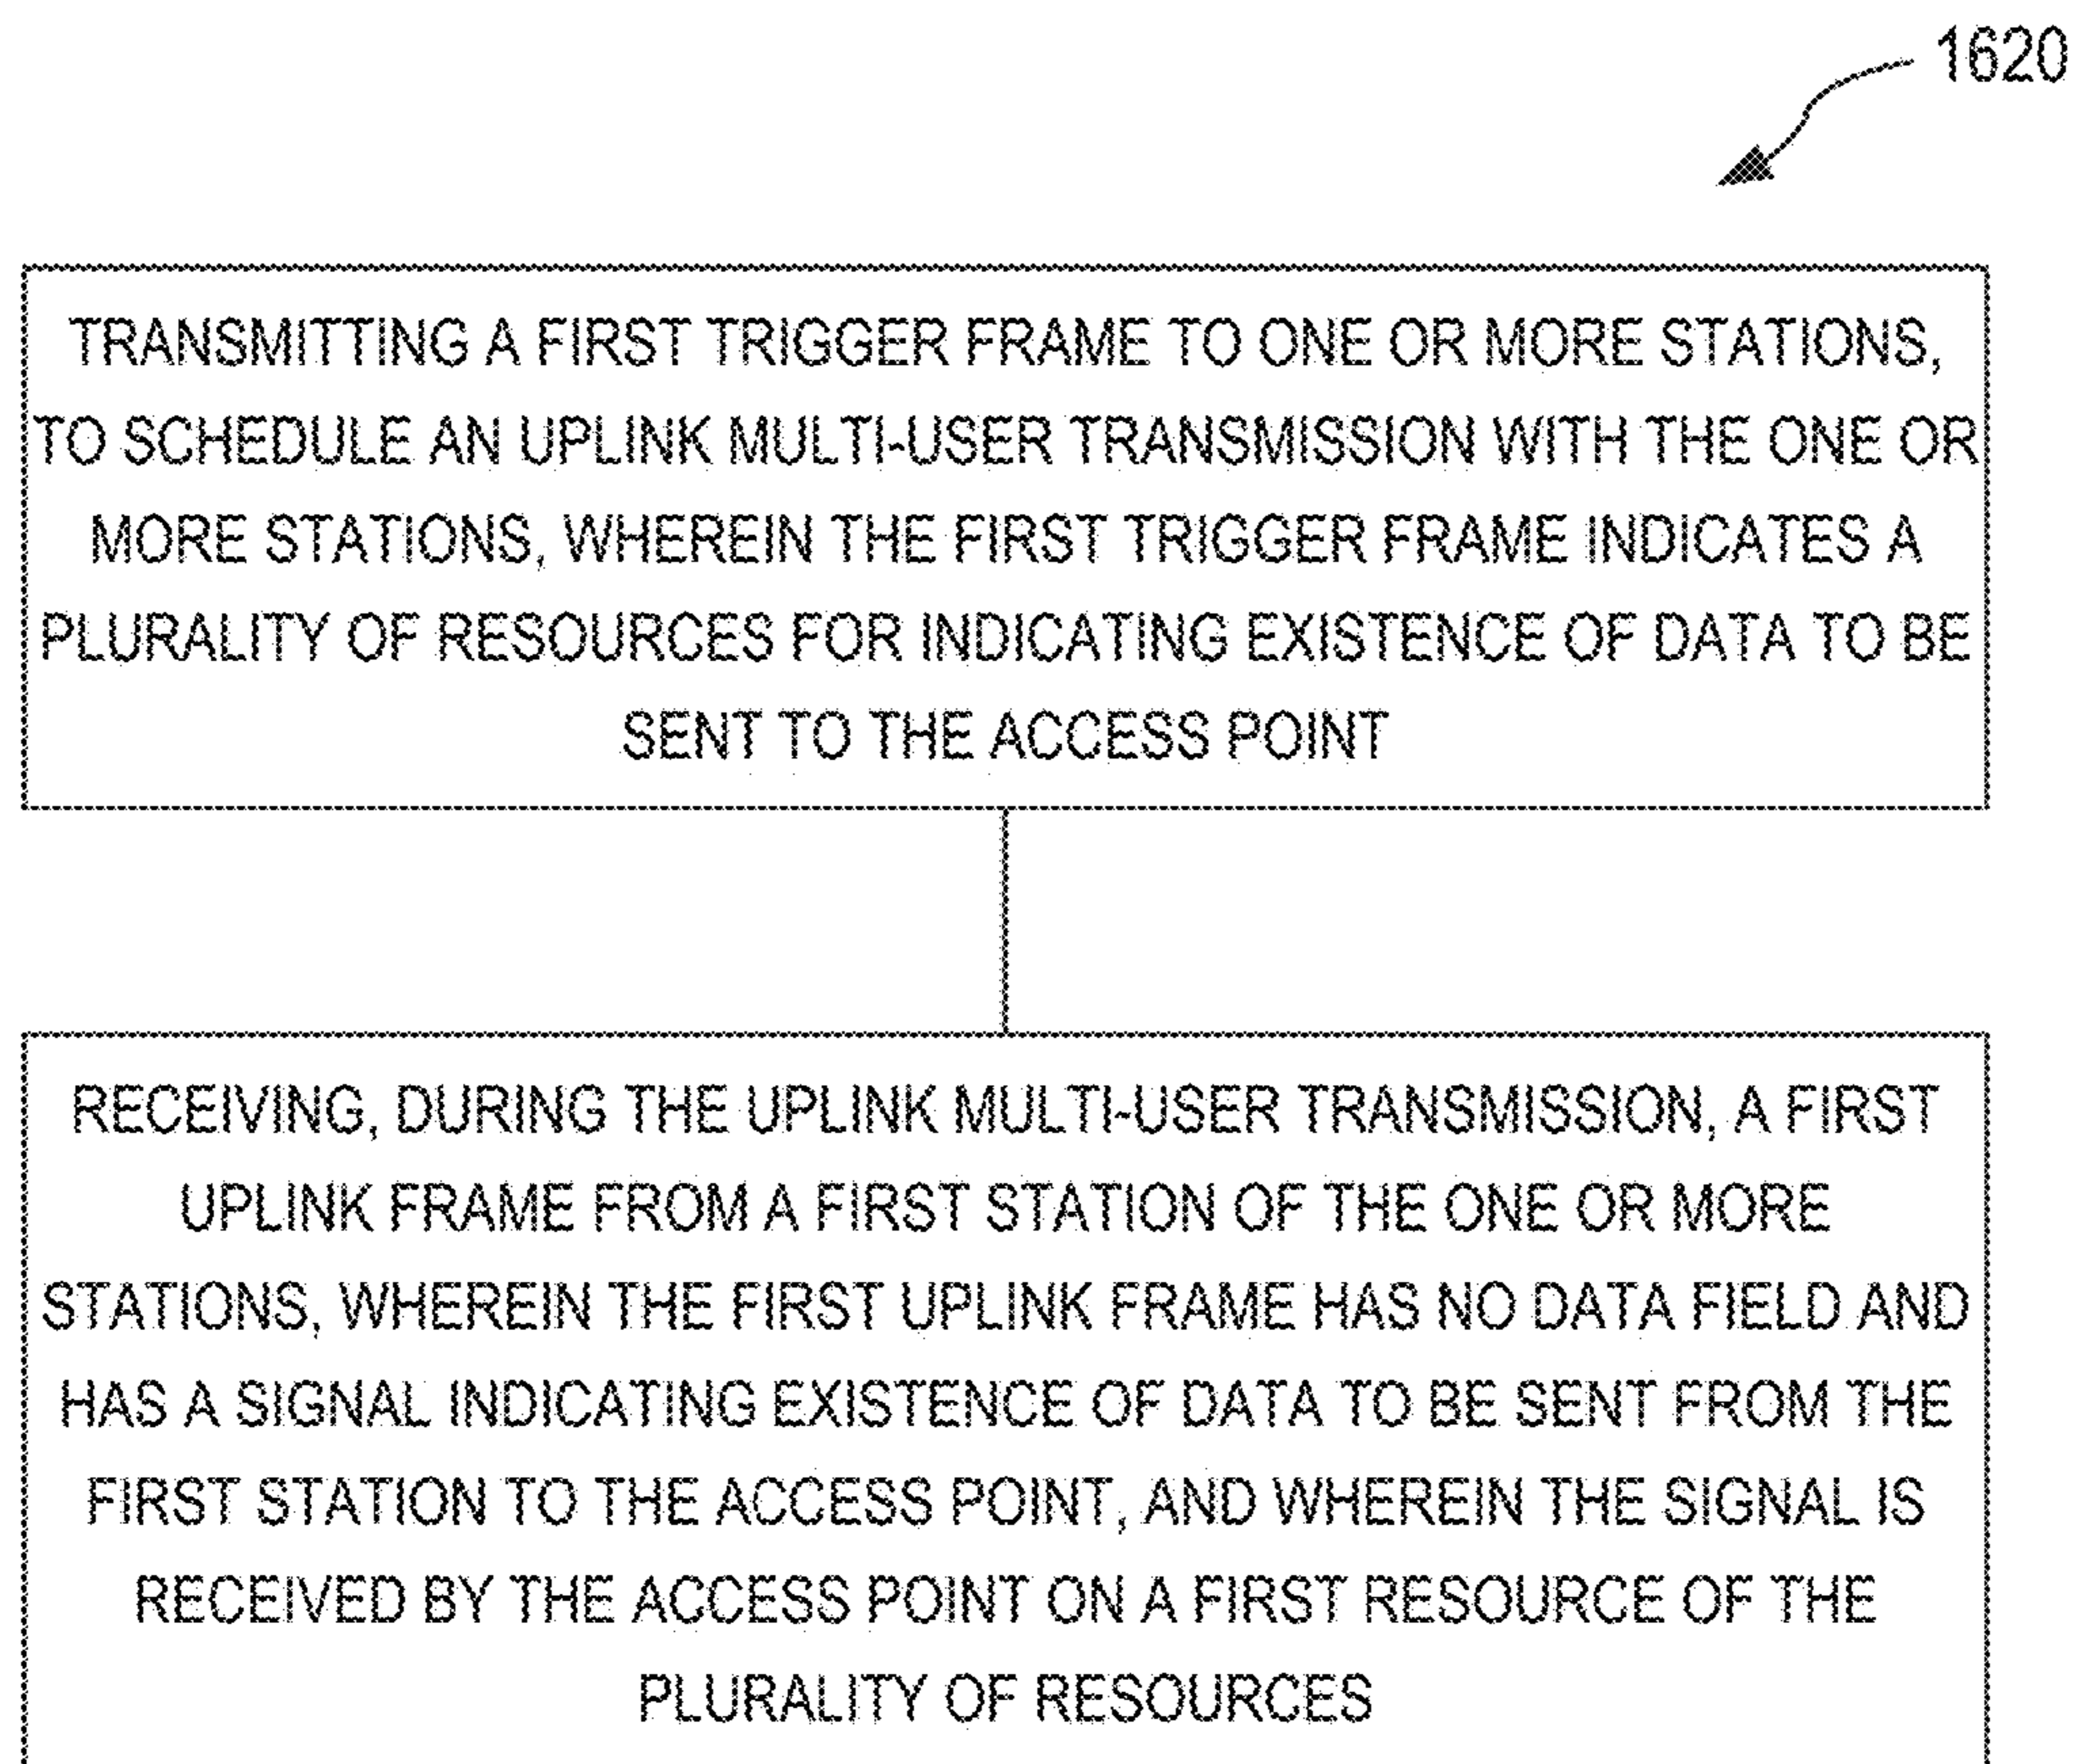 1620
TRANSMITTING A FIRST TRIGGER FRAME TO ONE OR MORE STATIONS,
TO SCHEDULE AN UPLINK MULTI-USER TRANSMISSION WITH THE ONE OR
MORE STATIONS, WHEREIN THE FIRST TRIGGER FRAME INDICATES A
PLURALITY OF RESOURCES FOR INDICATING EXISTENCE OF DATA TO BE
SENT TO THE ACCESS POINT
RECEIVING, DURING THE UPLINK MULTI-USER TRANSMISSION, A FIRST
UPLINK FRAME FROM A FIRST STATION OF THE ONE OR MORE
STATIONS, WHEREIN THE FIRST UPLINK FRAME HAS NO DATA FIELD AND
HAS A SIGNAL INDICATING EXISTENCE OF DATA TO BE SENT FROM THE
FIRST STATION TO THE ACCESS POINT, AND WHEREIN THE SIGNAL IS
RECEIVED BY THE ACCESS POINT ON A FIRST RESOURCE OF THE
PLURALITY OF RESOURCES